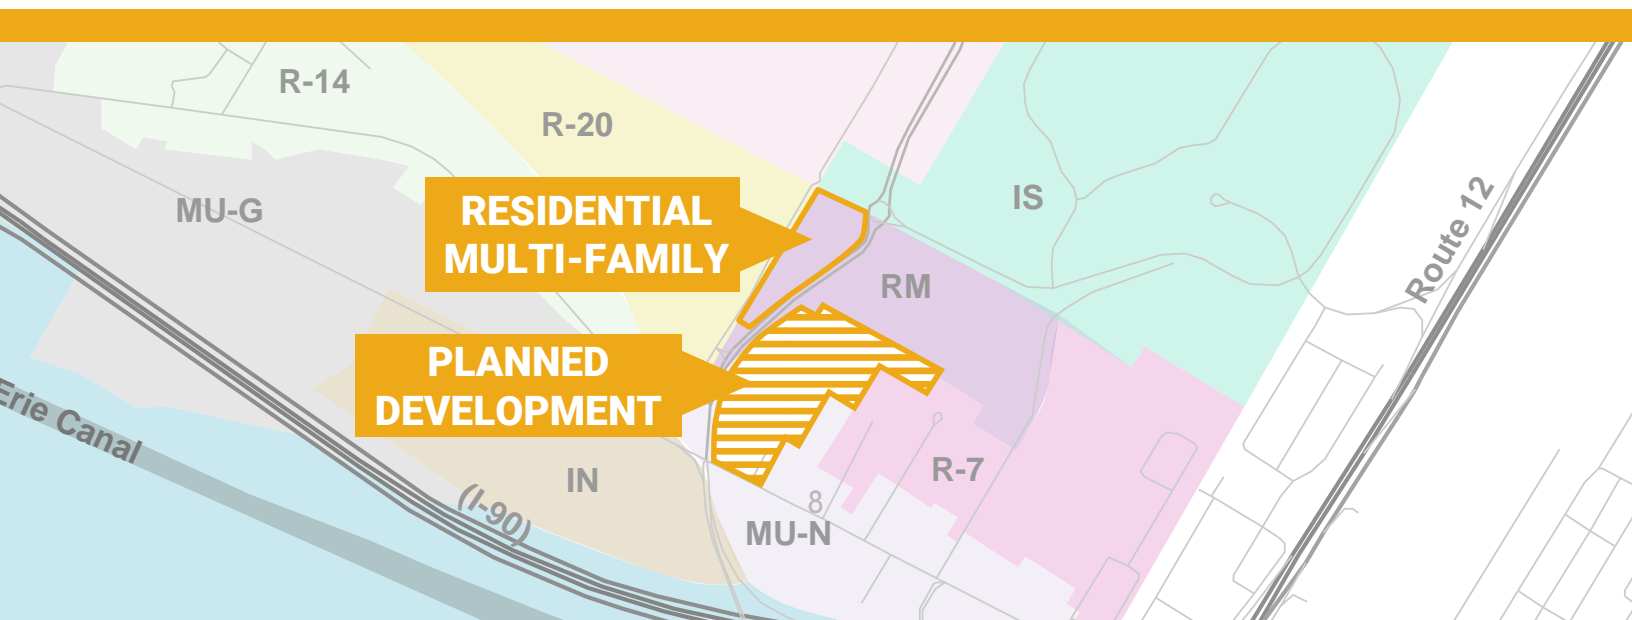 R-14
R-20
MU-G
RESIDENTIAL
MULTI-FAMILY
IS
Route 12
RM
PLANNED
DEVELOPMENT
Erie Canal
IN
(I-90)
R-7
8
MU-N